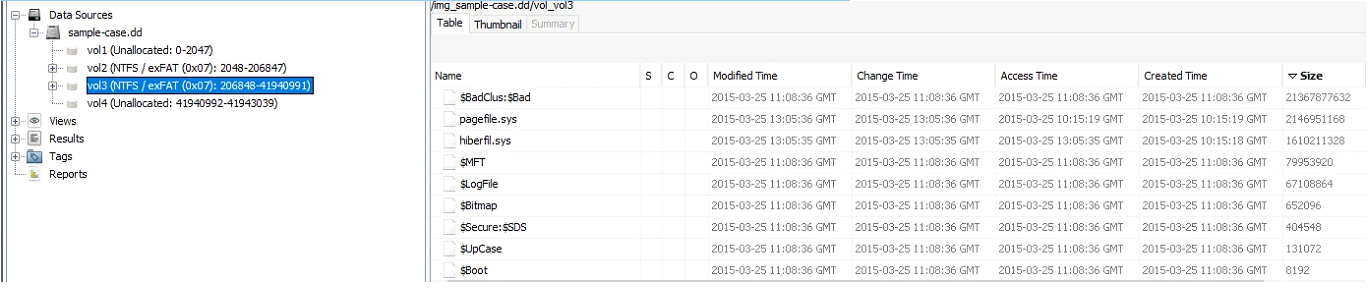 Data Sources
sample-case.dd
vol1 (Unallocated: 0-2047)
vol2 (NTFS / exFAT (0x07): 2048-206847)
vol3 (NTFS / exFAT (0x07): 206848-41940991)
vol4 (Unallocated: 41940992-41943039)
Views
Results
Tags
Reports
/img_sample-case.dd/vol_vol3
Table Thumbnail Summary
Name S C O Modified Time Change Time Access Time Created Time Size
$BadClus:$Bad 2015-03-25 11:08:36 GMT 2015-03-25 11:08:36 GMT 2015-03-25 11:08:36 GMT 2015-03-25 11:08:36 GMT 21367877632
pagefile.sys 2015-03-25 13:05:36 GMT 2015-03-25 13:05:36 GMT 2015-03-25 10:15:19 GMT 2015-03-25 10:15:19 GMT 2146951168
hiberfil.sys 2015-03-25 13:05:35 GMT 2015-03-25 13:05:35 GMT 2015-03-25 13:05:35 GMT 2015-03-25 10:15:18 GMT 1610211328
$MFT 2015-03-25 11:08:36 GMT 2015-03-25 11:08:36 GMT 2015-03-25 11:08:36 GMT 2015-03-25 11:08:36 GMT 79953920
$LogFile 2015-03-25 11:08:36 GMT 2015-03-25 11:08:36 GMT 2015-03-25 11:08:36 GMT 2015-03-25 11:08:36 GMT 67108864
$Bitmap 2015-03-25 11:08:36 GMT 2015-03-25 11:08:36 GMT 2015-03-25 11:08:36 GMT 2015-03-25 11:08:36 GMT 652096
$Secure:$SDS 2015-03-25 11:08:36 GMT 2015-03-25 11:08:36 GMT 2015-03-25 11:08:36 GMT 2015-03-25 11:08:36 GMT 404548
$UpCase 2015-03-25 11:08:36 GMT 2015-03-25 11:08:36 GMT 2015-03-25 11:08:36 GMT 2015-03-25 11:08:36 GMT 131072
$Boot 2015-03-25 11:08:36 GMT 2015-03-25 11:08:36 GMT 2015-03-25 11:08:36 GMT 2015-03-25 11:08:36 GMT 8192